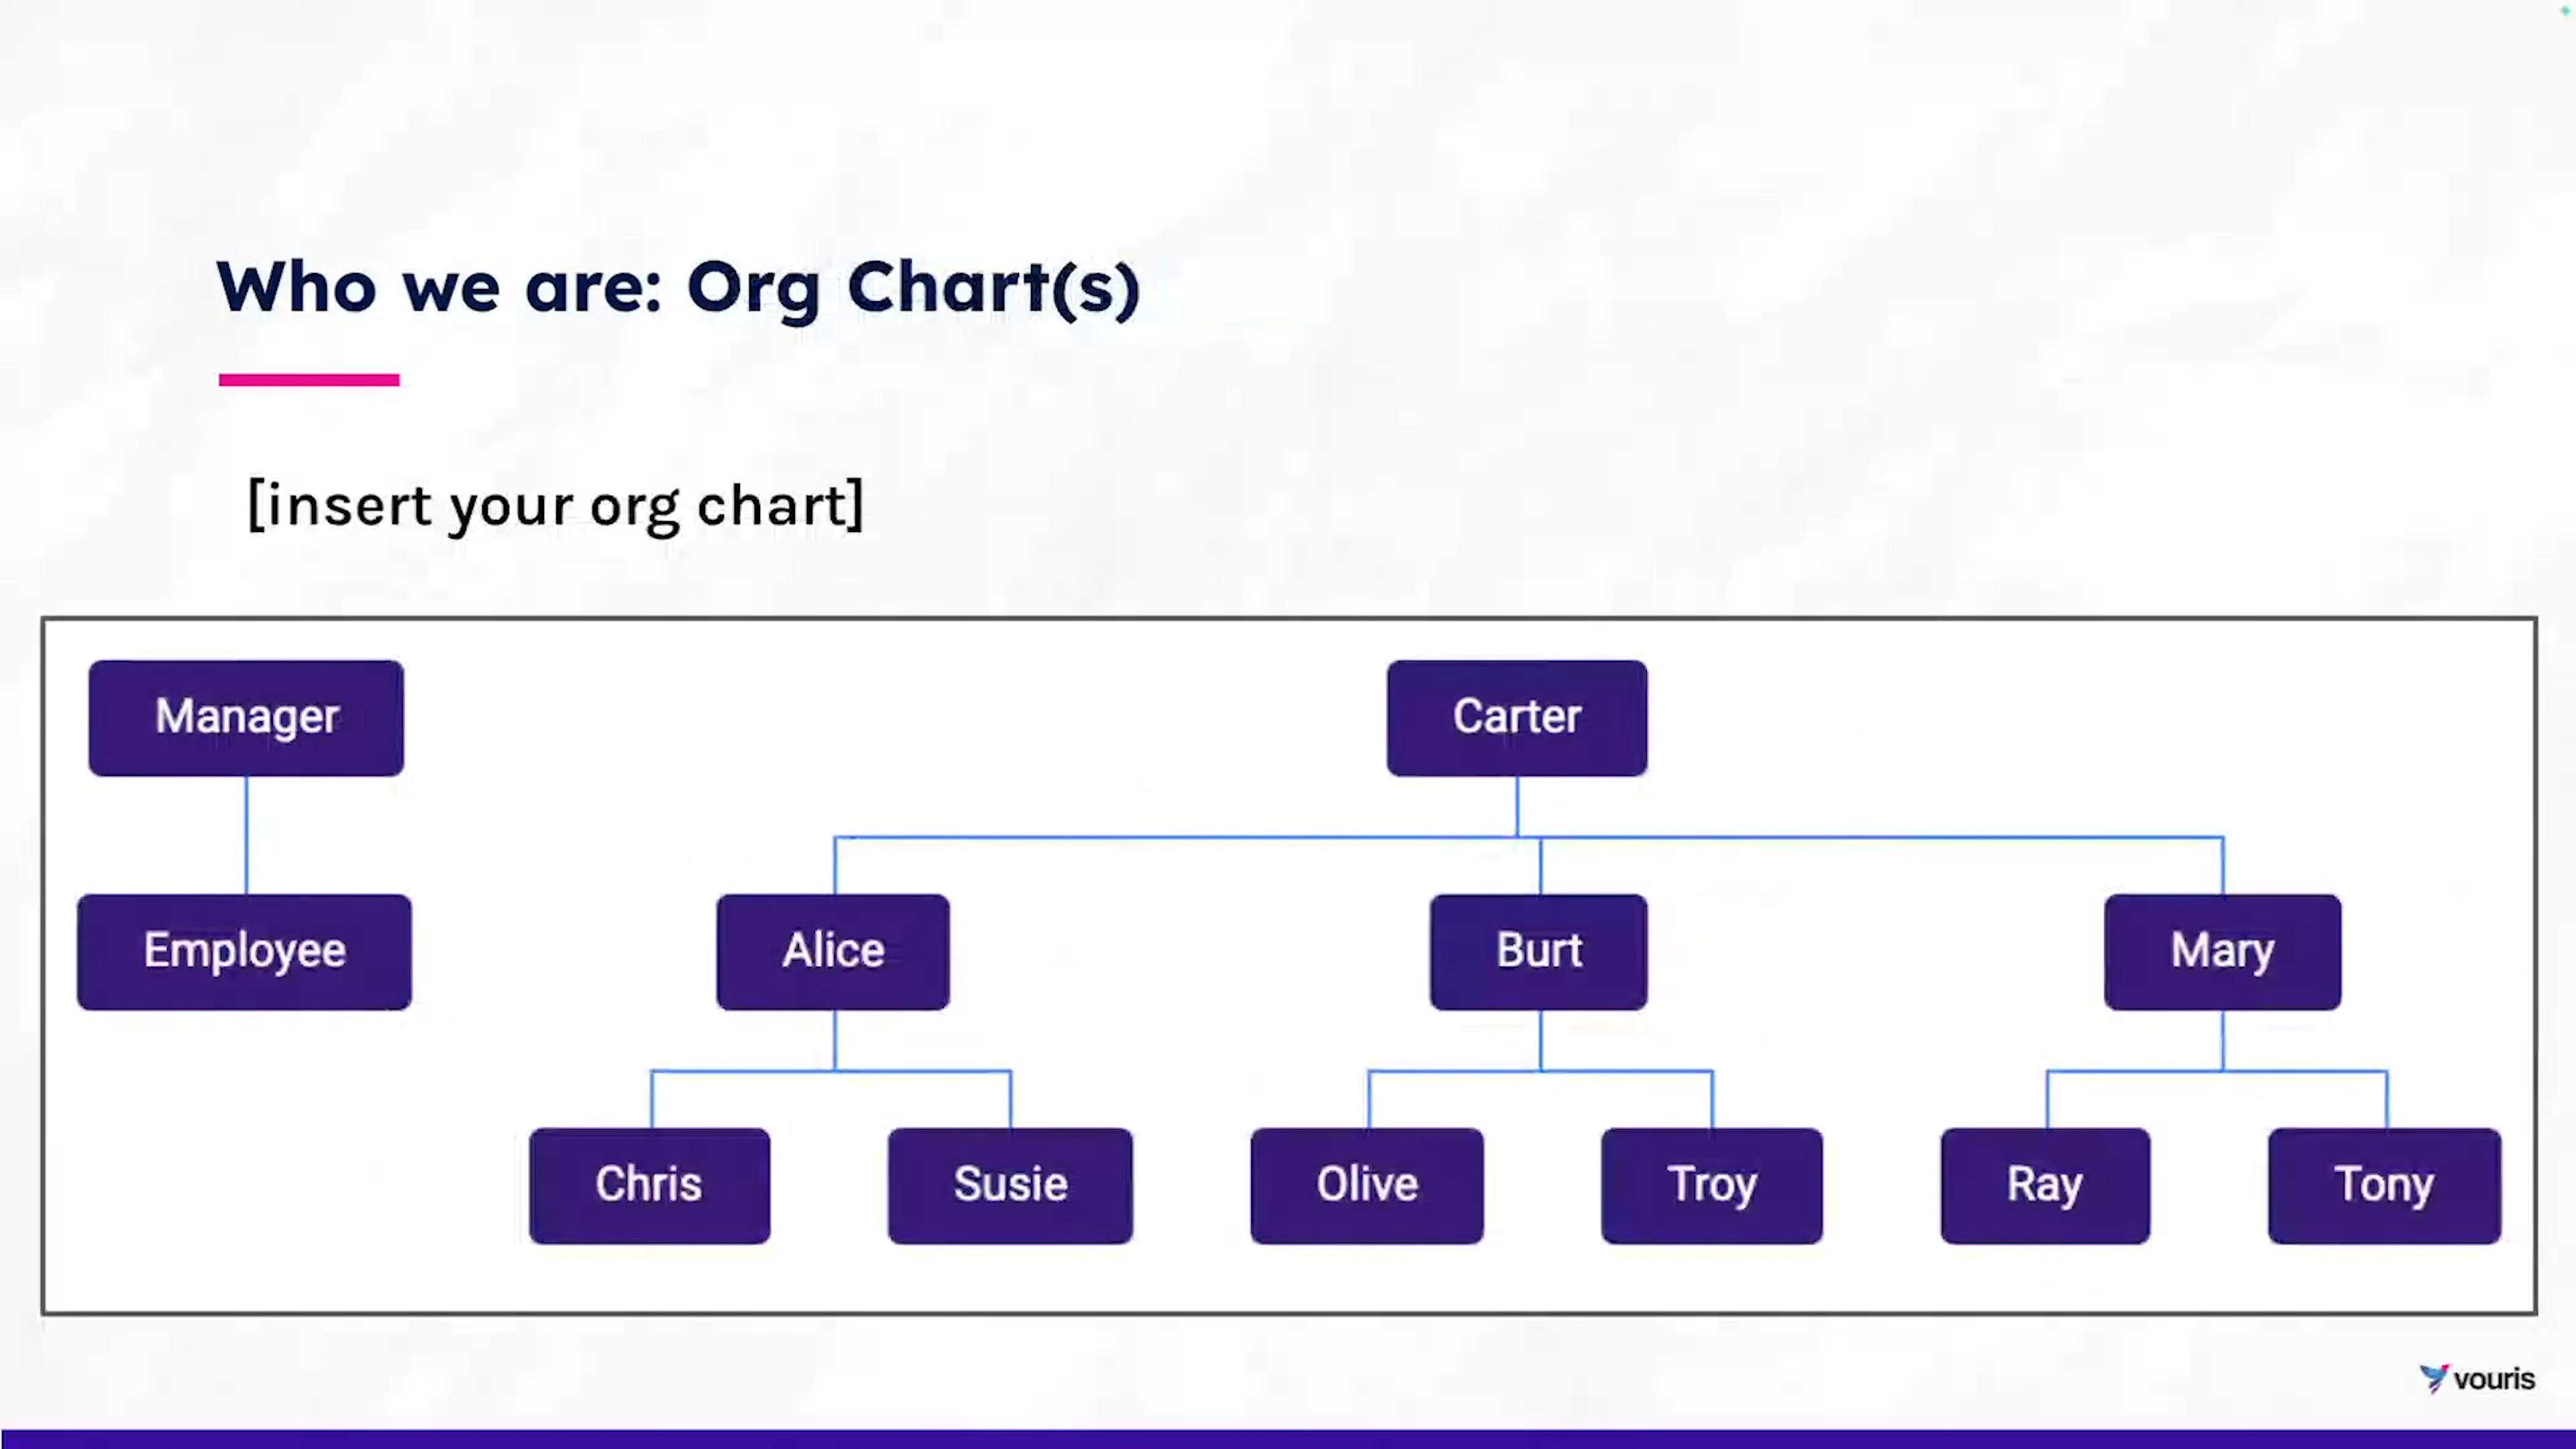 Who we are: Org Chart(s)
[insert your org chart]
Manager
Carter
Employee
Alice
Burt
Mary
Chris
Susie
Olive
Troy
Ray
Tony
vouris